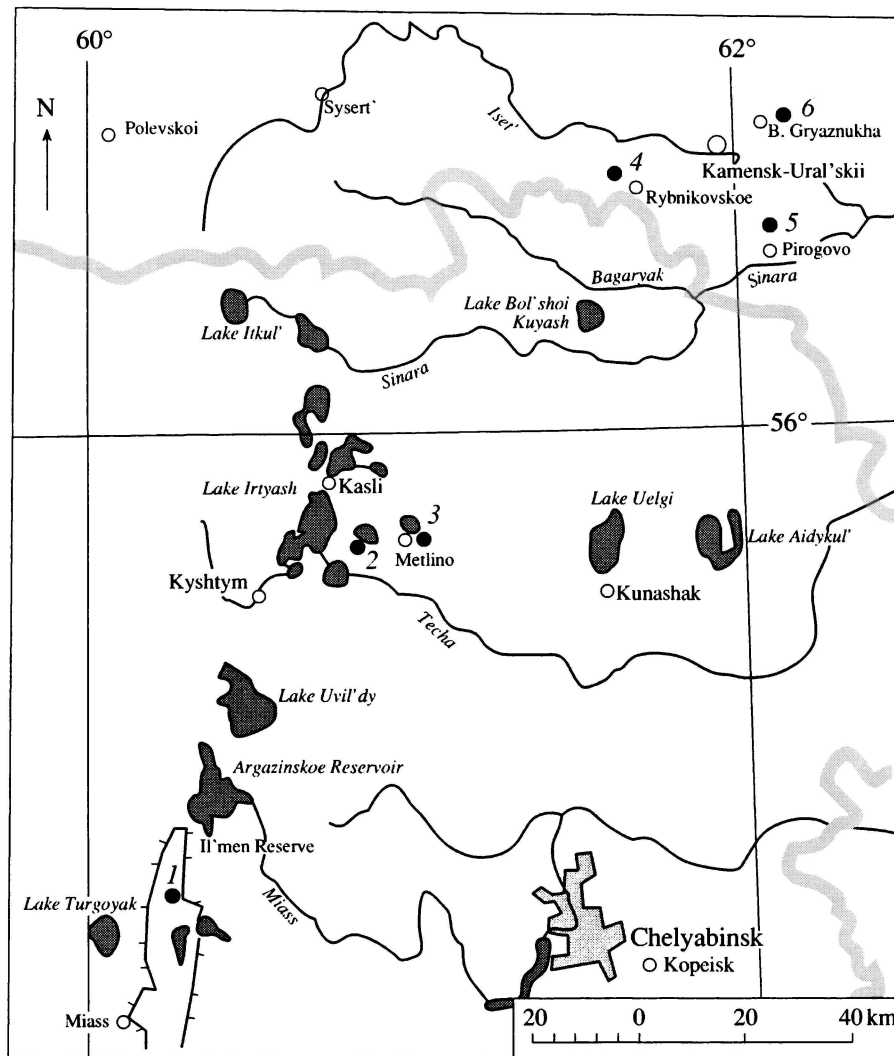 60°
62°
N
Polevskoi
Sysert`
Iset'
6
B. Gryaznukha
Kamensk-Ural'skii
4
Rybnikovskoe
5
Pirogovo
Bagaryak
Sinara
Lake Bol'shoi
Kuyash
Lake Itkul'
Sinara
56°
Lake Irtyash
Kasli
Lake Uelgi
3
2
Metlino
Lake Aidykul'
Kyshtym
Kunashak
Techa
Lake Uvil'dy
Argazinskoe Reservoir
Il'men Reserve
1
Lake Turgoyak
Miass
Chelyabinsk
Kopeisk
Miass
20 0 20 40 km